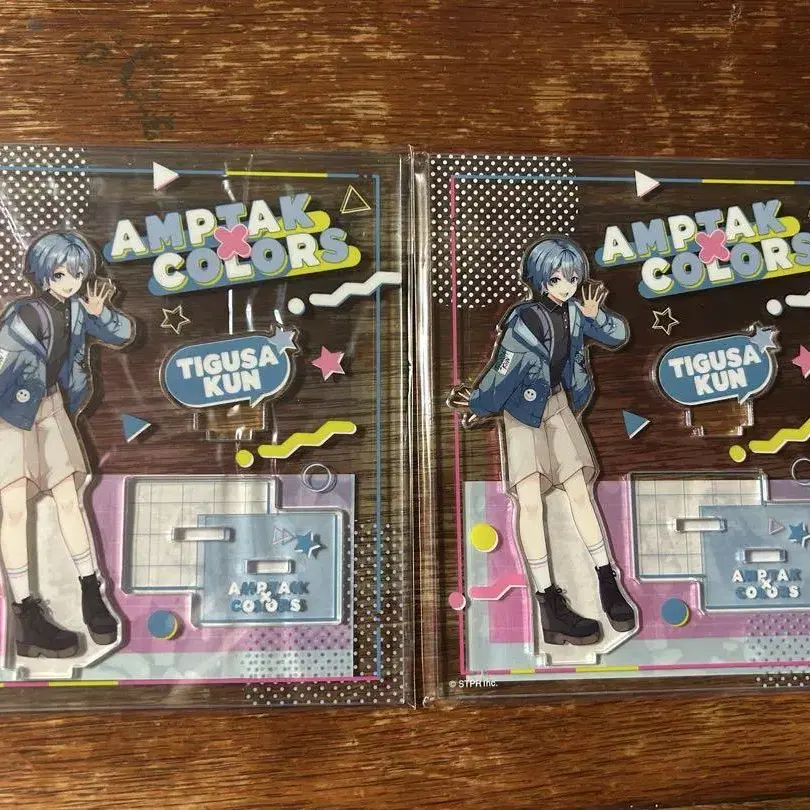 AMPTAK
×
COLORS
TIGUSA
KUN
AMPTAK
×
COLORS
AMPTAK
×
COLORS
TIGUSA
KUN
AMPTAK
×
COLORS
© STPR Inc.